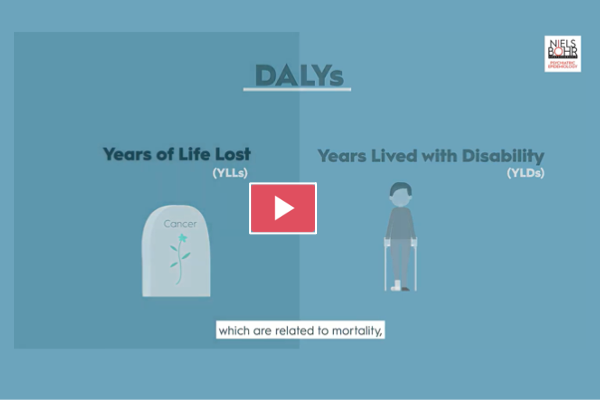 NIELS
BOHR
PSYCHIATRIC
EPIDEMIOLOGY
DALYs
Years of Life Lost
(YLLs)
Years Lived with Disability
(YLDs)
Cancer
which are related to mortality,